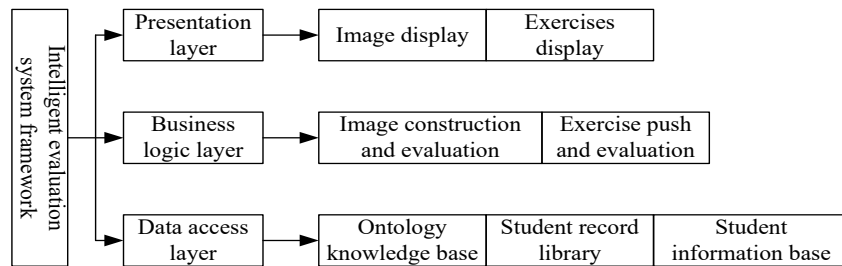 Intelligent evaluation
system framework
Presentation
layer
Image display
Exercises
display
Business
logic layer
Image construction
and evaluation
Exercise push
and evaluation
Data access
layer
Ontology
knowledge base
Student record
library
Student
information base